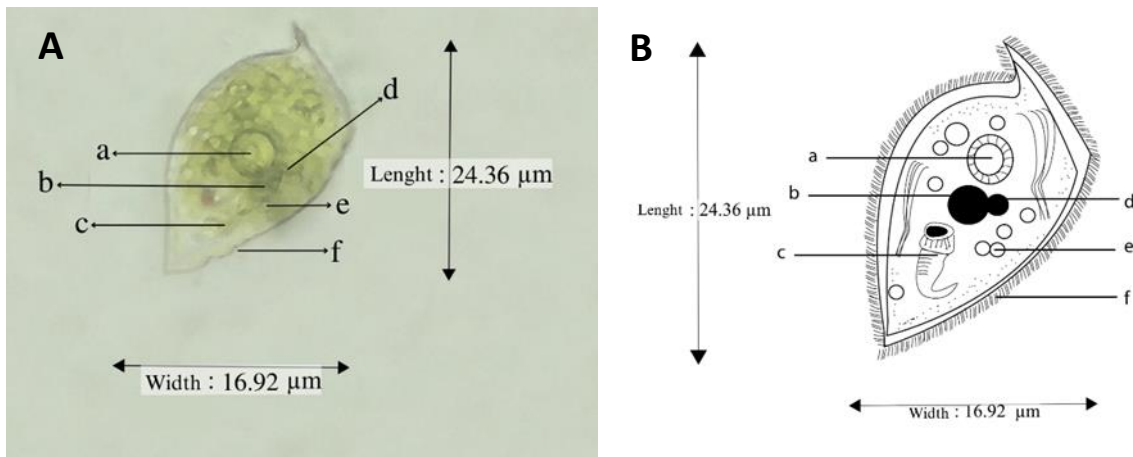 A
d
a
b
Lenght : 24.36 µm
e
c
f
Width : 16.92 µm
B
a
b
Lenght : 24.36 µm
d
c
e
f
Width : 16.92 µm